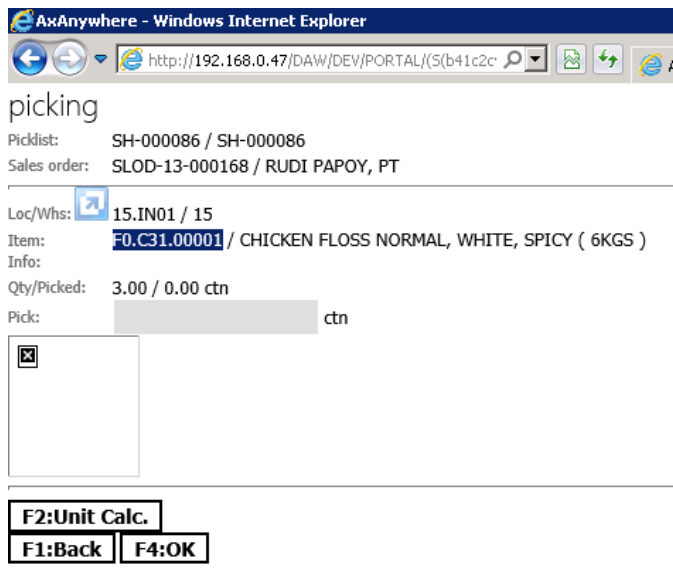 AxAnywhere - Windows Internet Explorer
http://192.168.0.47/DAW/DEV/PORTAL/(S(b41c2c
picking
Picklist: SH-000086 / SH-000086
Sales order: SLOD-13-000168 / RUDI PAPOY, PT
Loc/Whs: 15.IN01 / 15
Item: F0.C31.00001 / CHICKEN FLOSS NORMAL, WHITE, SPICY ( 6KGS )
Info:
Qty/Picked: 3.00 / 0.00 ctn
Pick: ctn
F2:Unit Calc.
F1:Back F4:OK